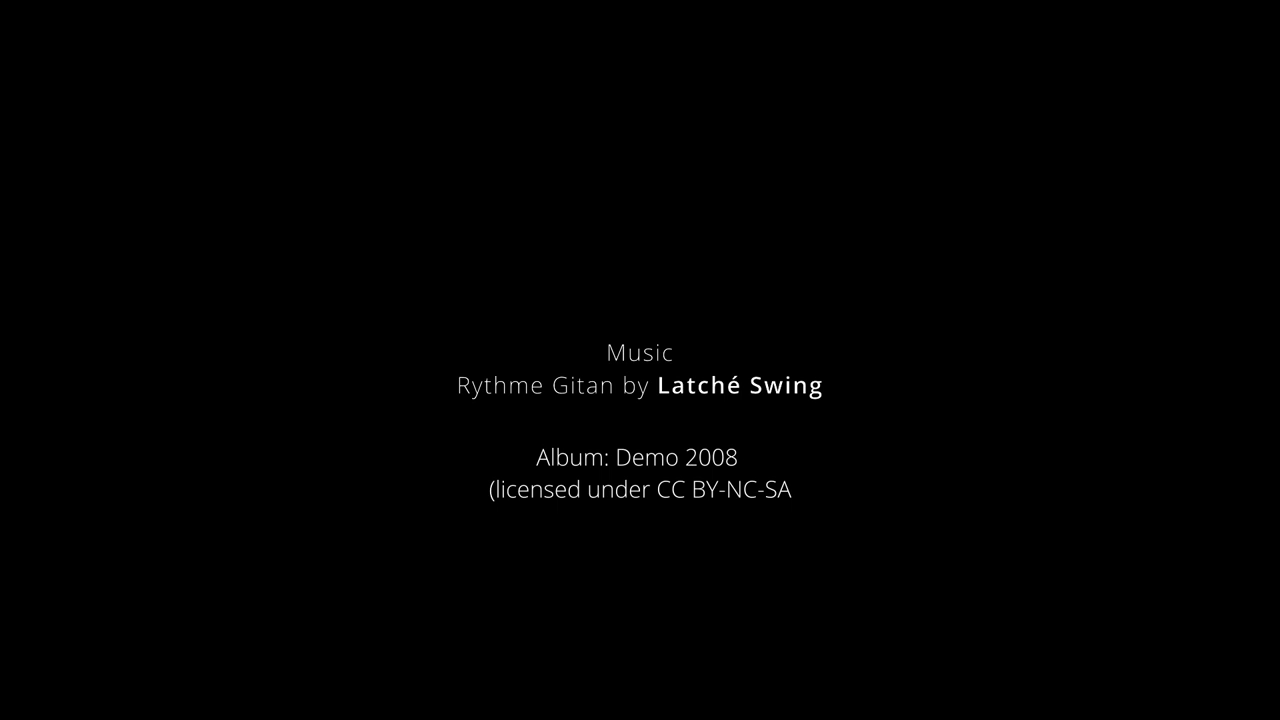 Music
Rythme Gitan by Latché Swing
Album: Demo 2008
(licensed under CC BY-NC-SA